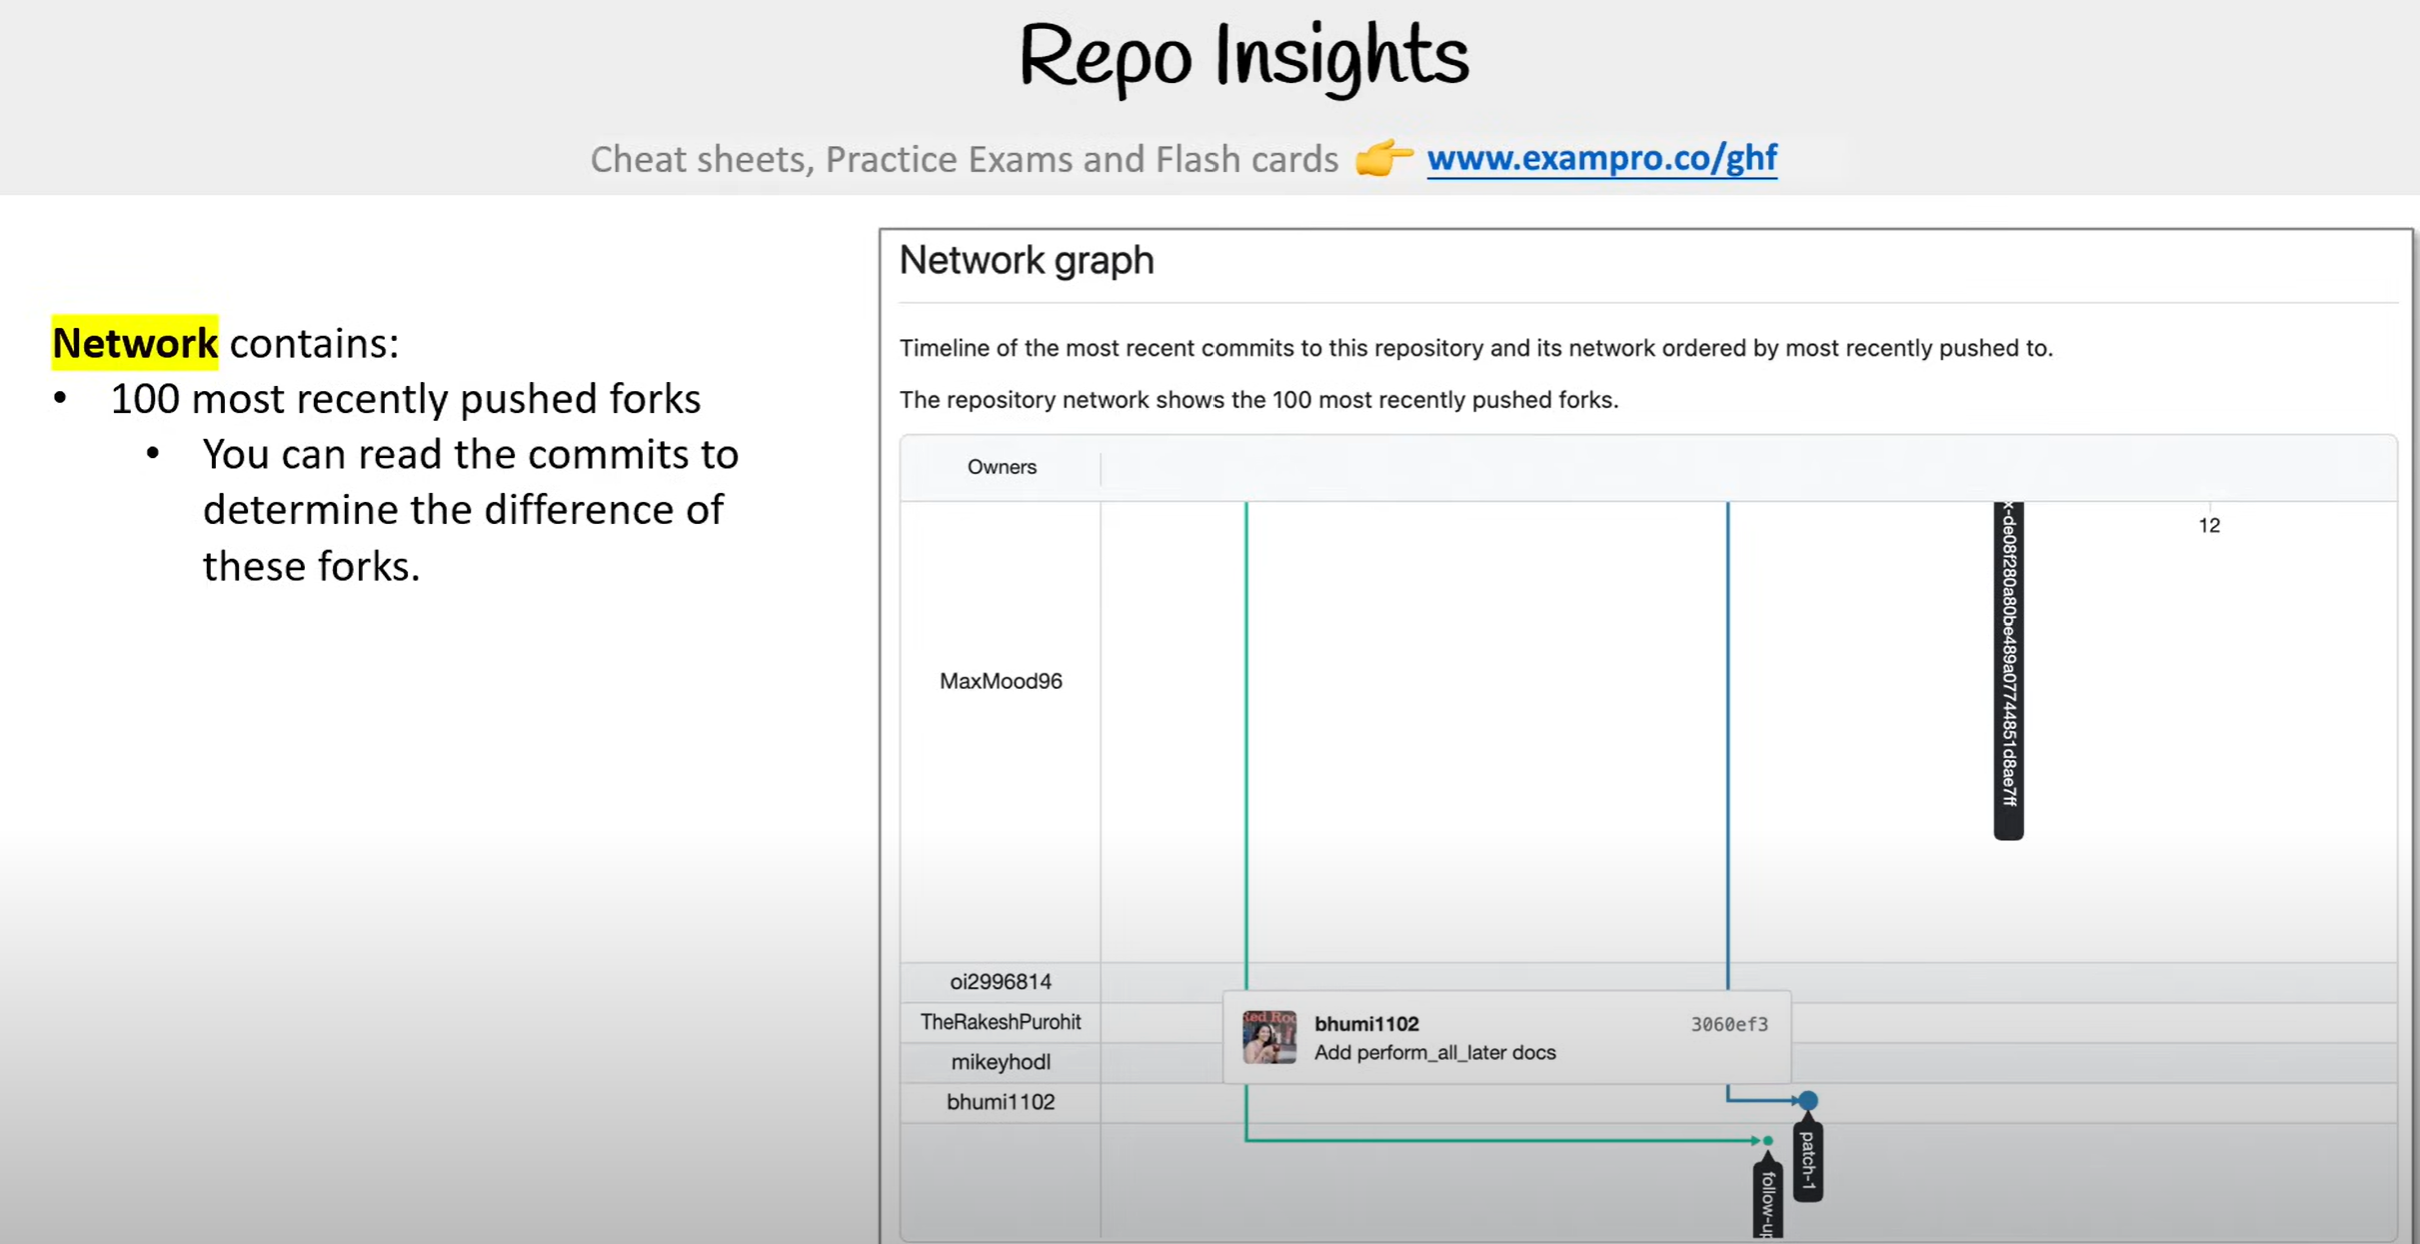 Repo Insights
Cheat sheets, Practice Exams and Flash cards 👉 www.exampro.co/ghf
Network contains:
• 100 most recently pushed forks
• You can read the commits to
determine the difference of
these forks.
Network graph
Timeline of the most recent commits to this repository and its network ordered by most recently pushed to.
The repository network shows the 100 most recently pushed forks.
Owners
12
x-de08f280a80be489a07744851d8ae7ff
MaxMood96
oi2996814
TheRakeshPurohit
mikeyhodl
bhumi1102
bhumi1102 3060ef3
Add perform_all_later docs
patch-1
follow-up